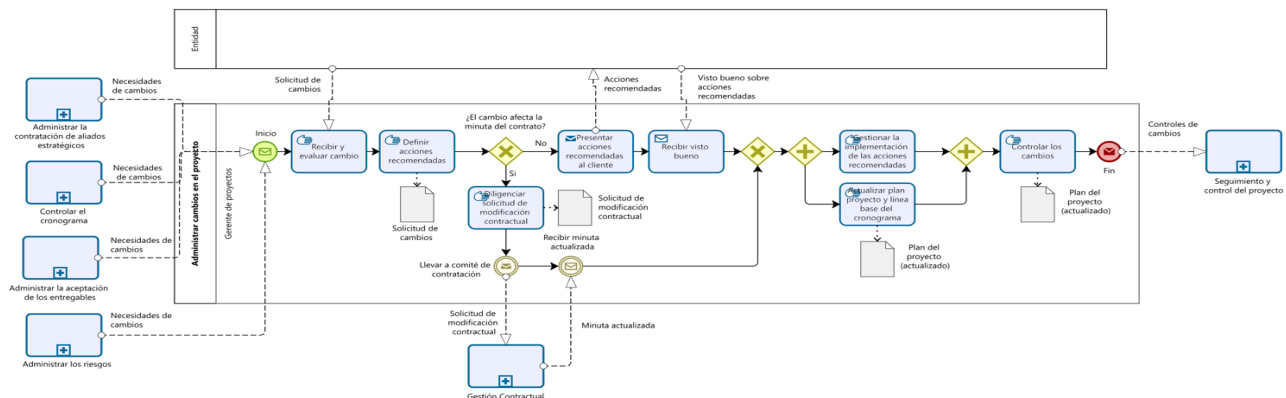 Entidad
Necesidades
de cambios
Administrar la
contratación de aliados
estratégicos
Necesidades
de cambios
Controlar el
cronograma
Necesidades de
cambios
Administrar la aceptación
de los entregables
Necesidades de
cambios
Administrar los riesgos
Administrar cambios en el proyecto
Gerente de proyectos
Inicio
Solicitud de
cambios
Recibir y
evaluar cambio
Definir
acciones
recomendadas
Solicitud de
cambios
¿El cambio afecta la
minuta del contrato?
No
Si
Presentar
acciones
recomendadas
al cliente
Acciones
recomendadas
Visto bueno sobre
acciones
recomendadas
Recibir visto
bueno
Diligenciar
solicitud de
modificación
contractual
Solicitud de
modificación
contractual
Llevar a comité de
contratación
Recibir minuta
actualizada
Solicitud de
modificación
contractual
Minuta actualizada
Gestión Contractual
Gestionar la
implementación de
las acciones
recomendadas
Actualizar plan
proyecto y linea
base del
cronograma
Plan del
proyecto
(actualizado)
Controlar los
cambios
Plan del
proyecto
(actualizado)
Fin
Controles de
cambios
Seguimiento y
control del proyecto